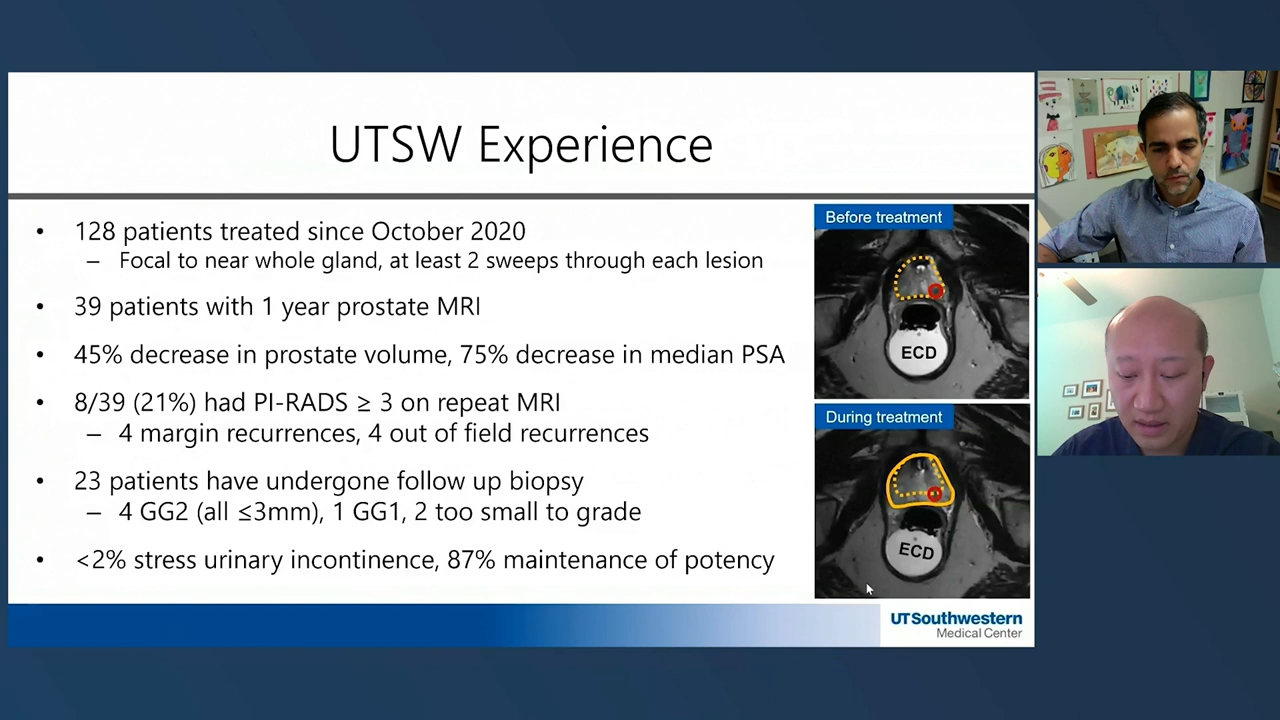 UTSW Experience
• 128 patients treated since October 2020
– Focal to near whole gland, at least 2 sweeps through each lesion
• 39 patients with 1 year prostate MRI
• 45% decrease in prostate volume, 75% decrease in median PSA
• 8/39 (21%) had PI-RADS ≥ 3 on repeat MRI
– 4 margin recurrences, 4 out of field recurrences
• 23 patients have undergone follow up biopsy
– 4 GG2 (all ≤3mm), 1 GG1, 2 too small to grade
• <2% stress urinary incontinence, 87% maintenance of potency
Before treatment
ECD
During treatment
ECD
UTSouthwestern
Medical Center